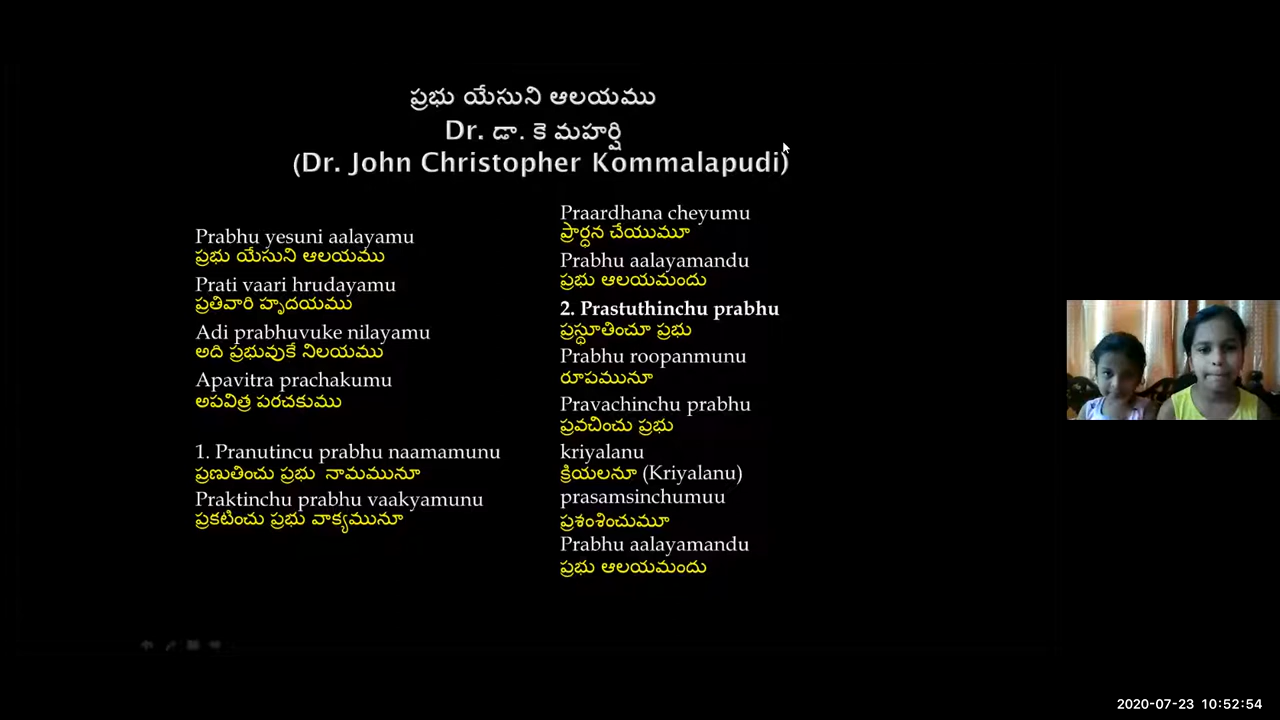 ప్రభు యేసుని ఆలయము
Dr. డా. కె మహర్షి
(Dr. John Christopher Kommalapudi)
Prabhu yesuni aalayamu
ప్రభు యేసుని ఆలయము
Prati vaari hrudayamu
ప్రతివారి హృదయము
Adi prabhuvuke nilayamu
అది ప్రభువుకే నిలయము
Apavitra prachakumu
అపవిత్ర పరచకుము
1. Pranutincu prabhu naamamunu
ప్రణుతించు ప్రభు నామమునూ
Praktinchu prabhu vaakyamunu
ప్రకటించు ప్రభు వాక్యమునూ
Praardhana cheyumu
ప్రార్ధన చేయుమూ
Prabhu aalayamandu
ప్రభు ఆలయమందు
2. Prastuthinchu prabhu
ప్రస్థూతించూ ప్రభు
Prabhu roopanmunu
రూపమునూ
Pravachinchu prabhu
ప్రవచించు ప్రభు
kriyalanu
క్రియలనూ (Kriyalanu)
prasamsinchumuu
ప్రశంశించుమూ
Prabhu aalayamandu
ప్రభు ఆలయమందు
2020-07-23 10:52:54